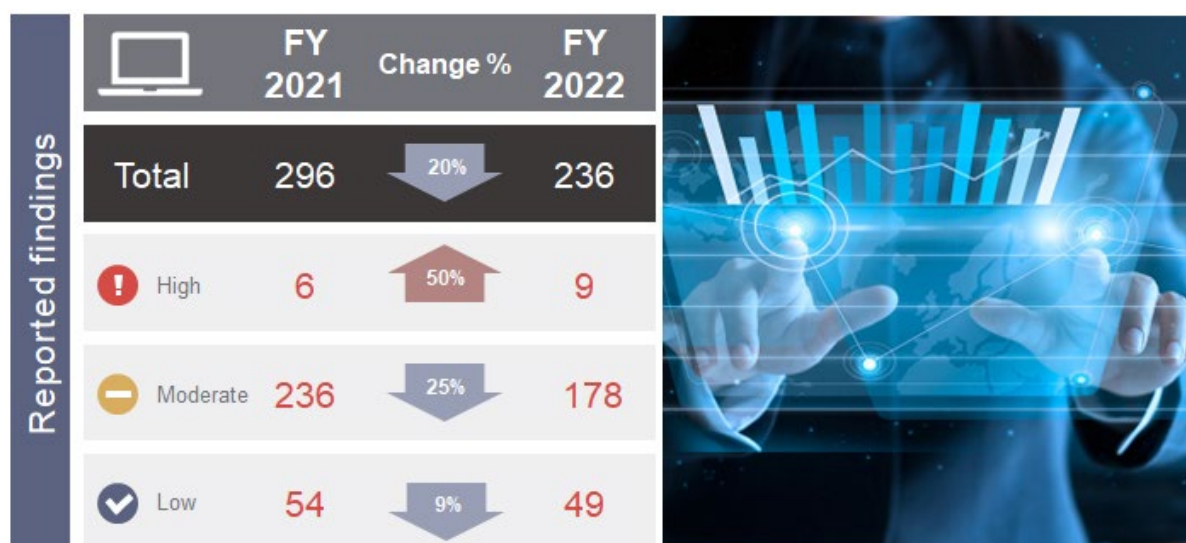 Reported findings
FY 2021 Change % FY 2022
Total 296 20% 236
High 6 50% 9
Moderate 236 25% 178
Low 54 9% 49